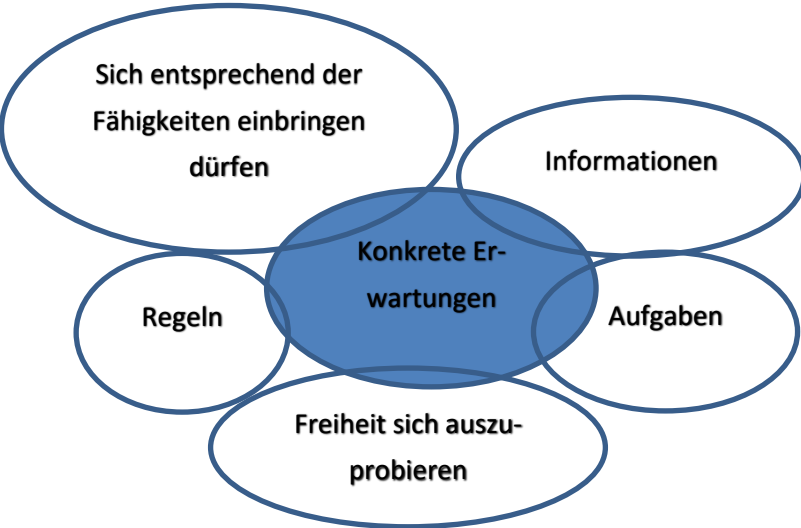 Sich entsprechend der
Fähigkeiten einbringen
dürfen
Informationen
Konkrete Er-
wartungen
Regeln
Aufgaben
Freiheit sich auszu-
probieren